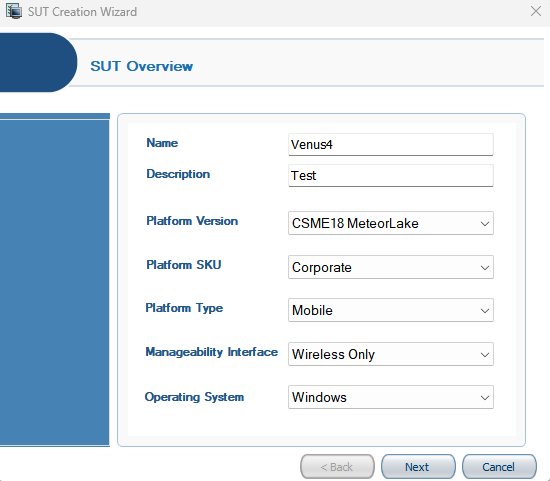 SUT Creation Wizard
SUT Overview
Name Venus4
Description Test
Platform Version CSME18 MeteorLake
Platform SKU Corporate
Platform Type Mobile
Manageability Interface Wireless Only
Operating System Windows
< Back Next Cancel